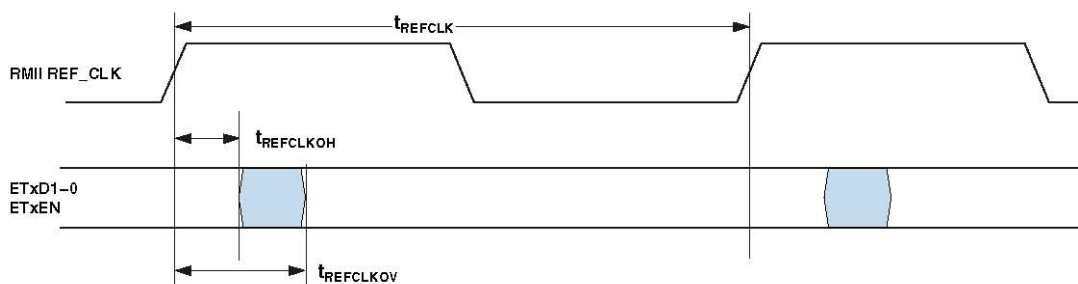 tREFCLK
RMII REF_CLK
tREFCLKOH
ETxD1–0
ETxEN
tREFCLKOV